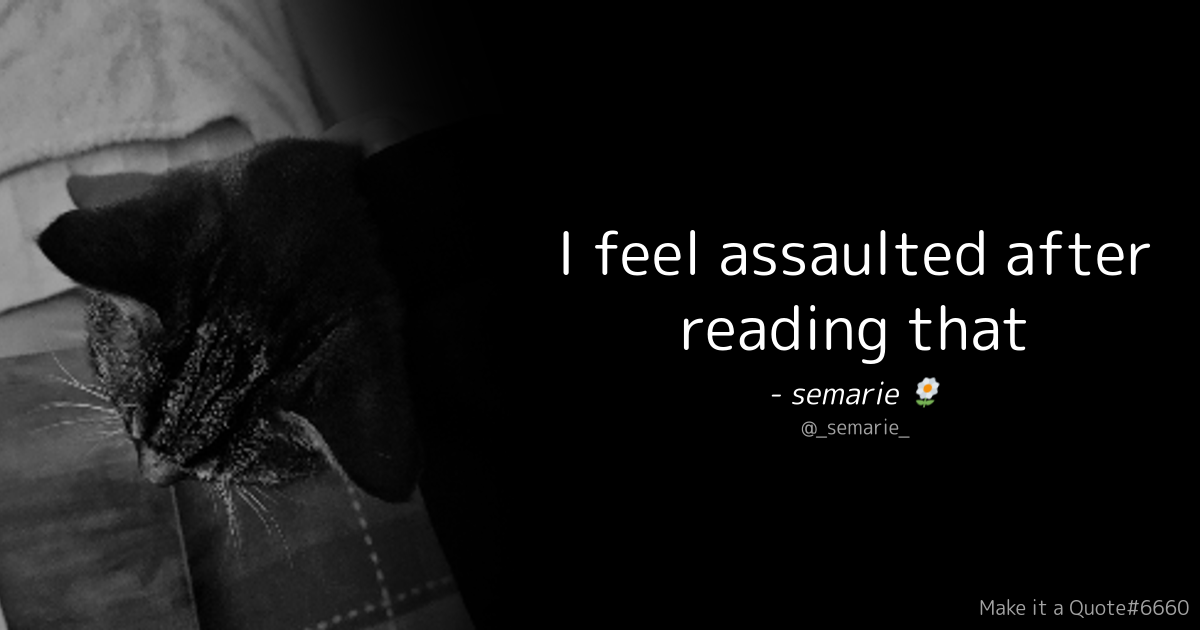 I feel assaulted after
reading that
- semarie 🌼
@_semarie_
Make it a Quote#6660